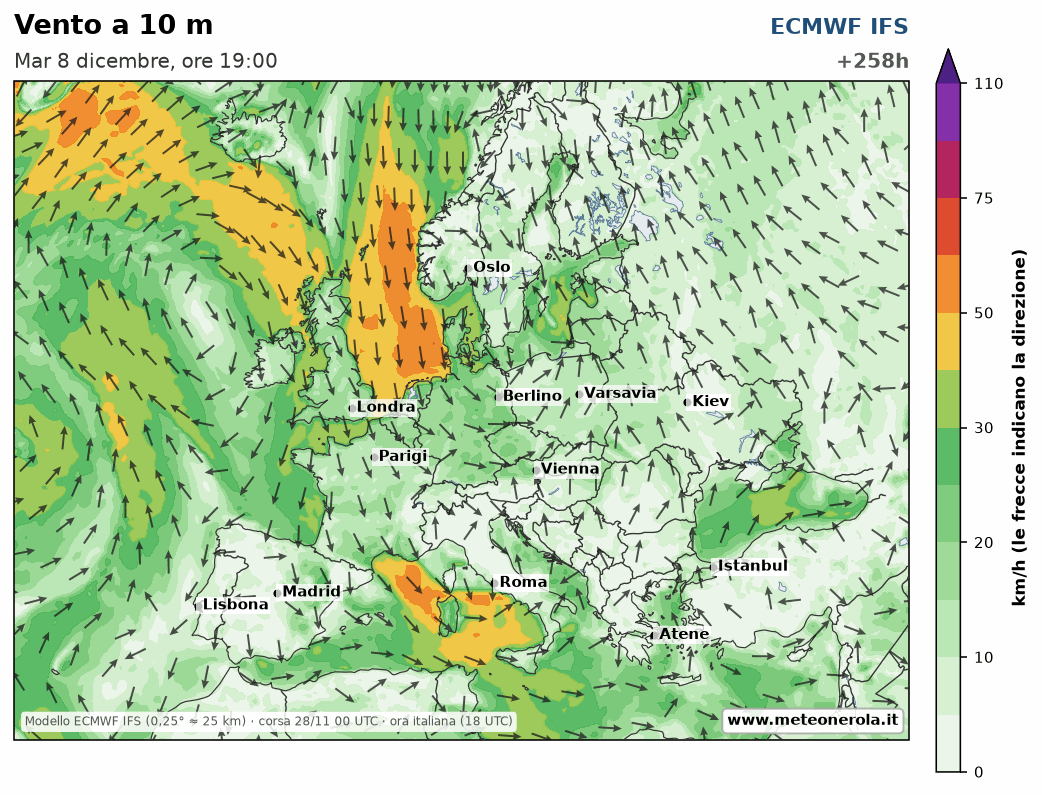 Vento a 10 m
ECMWF IFS
Mar 8 dicembre, ore 19:00
+258h
110
75
50
30
20
10
0
km/h (le frecce indicano la direzione)
Oslo
Londra
Berlino
Varsavia
Kiev
Parigi
Vienna
Istanbul
Roma
Madrid
Lisbona
Atene
Modello ECMWF IFS (0,25° ≈ 25 km) · corsa 28/11 00 UTC · ora italiana (18 UTC)
www.meteonerola.it